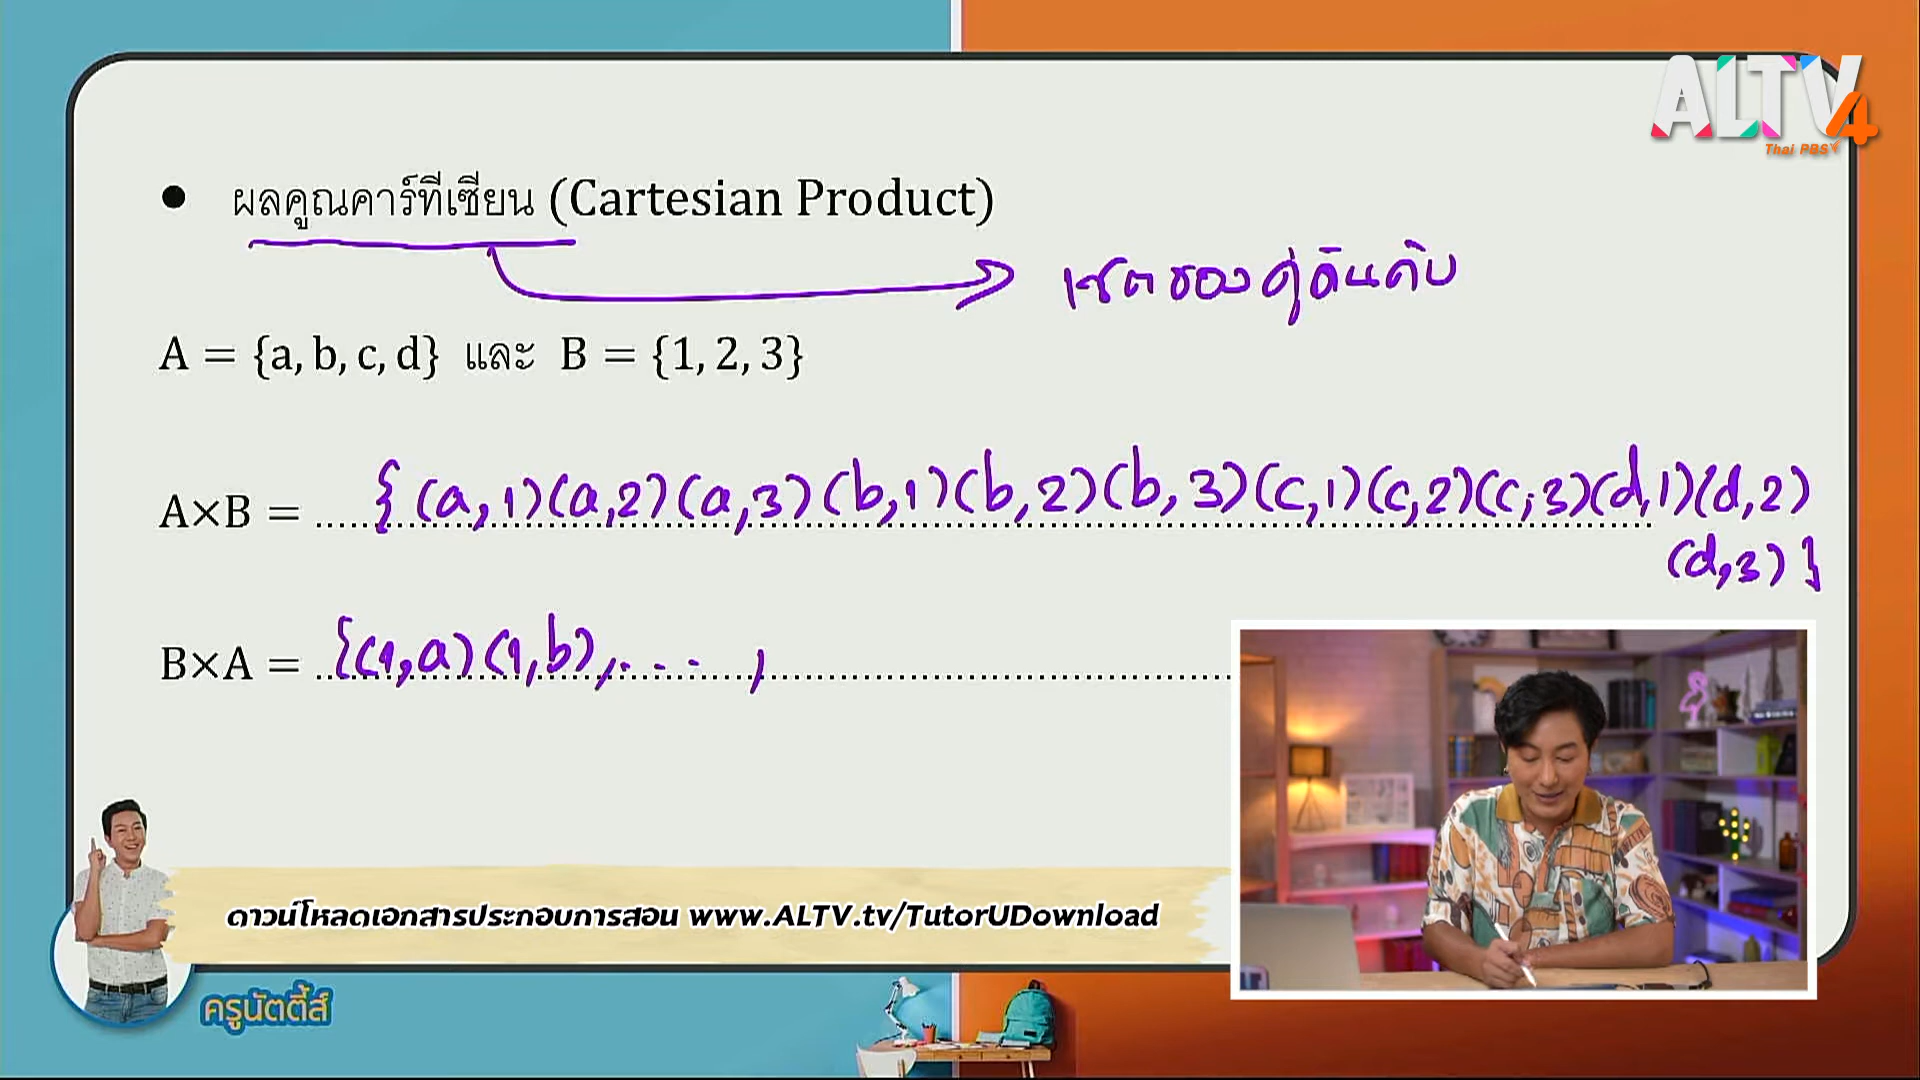 ALTV4
Thai PBS
● ผลคูณคาร์ทีเซียน (Cartesian Product)
เซตของคู่อันดับ
A = {a, b, c, d} และ B = {1, 2, 3}
A×B = {(a,1)(a,2)(a,3)(b,1)(b,2)(b,3)(c,1)(c,2)(c,3)(d,1)(d,2)
(d,3)}
B×A = {(1,a)(1,b),.... ,
ดาวน์โหลดเอกสารประกอบการสอน www.ALTV.tv/TutorUDownload
ครูนัตตี้ส์